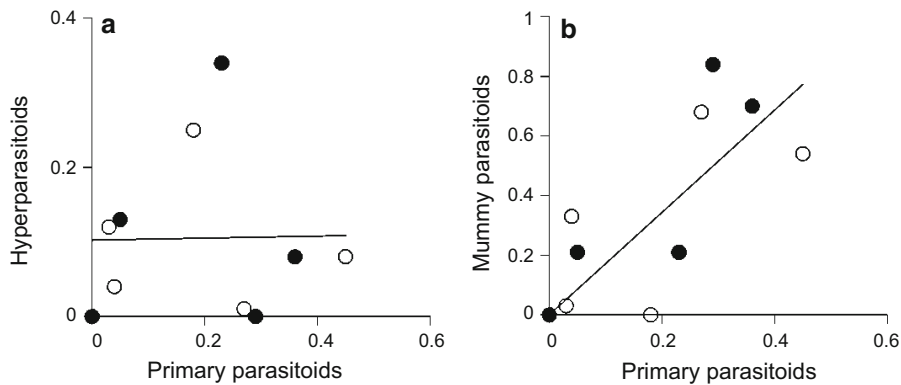 a
0.4
0.2
0
Hyperparasitoids
0 0.2 0.4 0.6
Primary parasitoids
b
1
0.8
0.6
0.4
0.2
0
Mummy parasitoids
0 0.2 0.4 0.6
Primary parasitoids